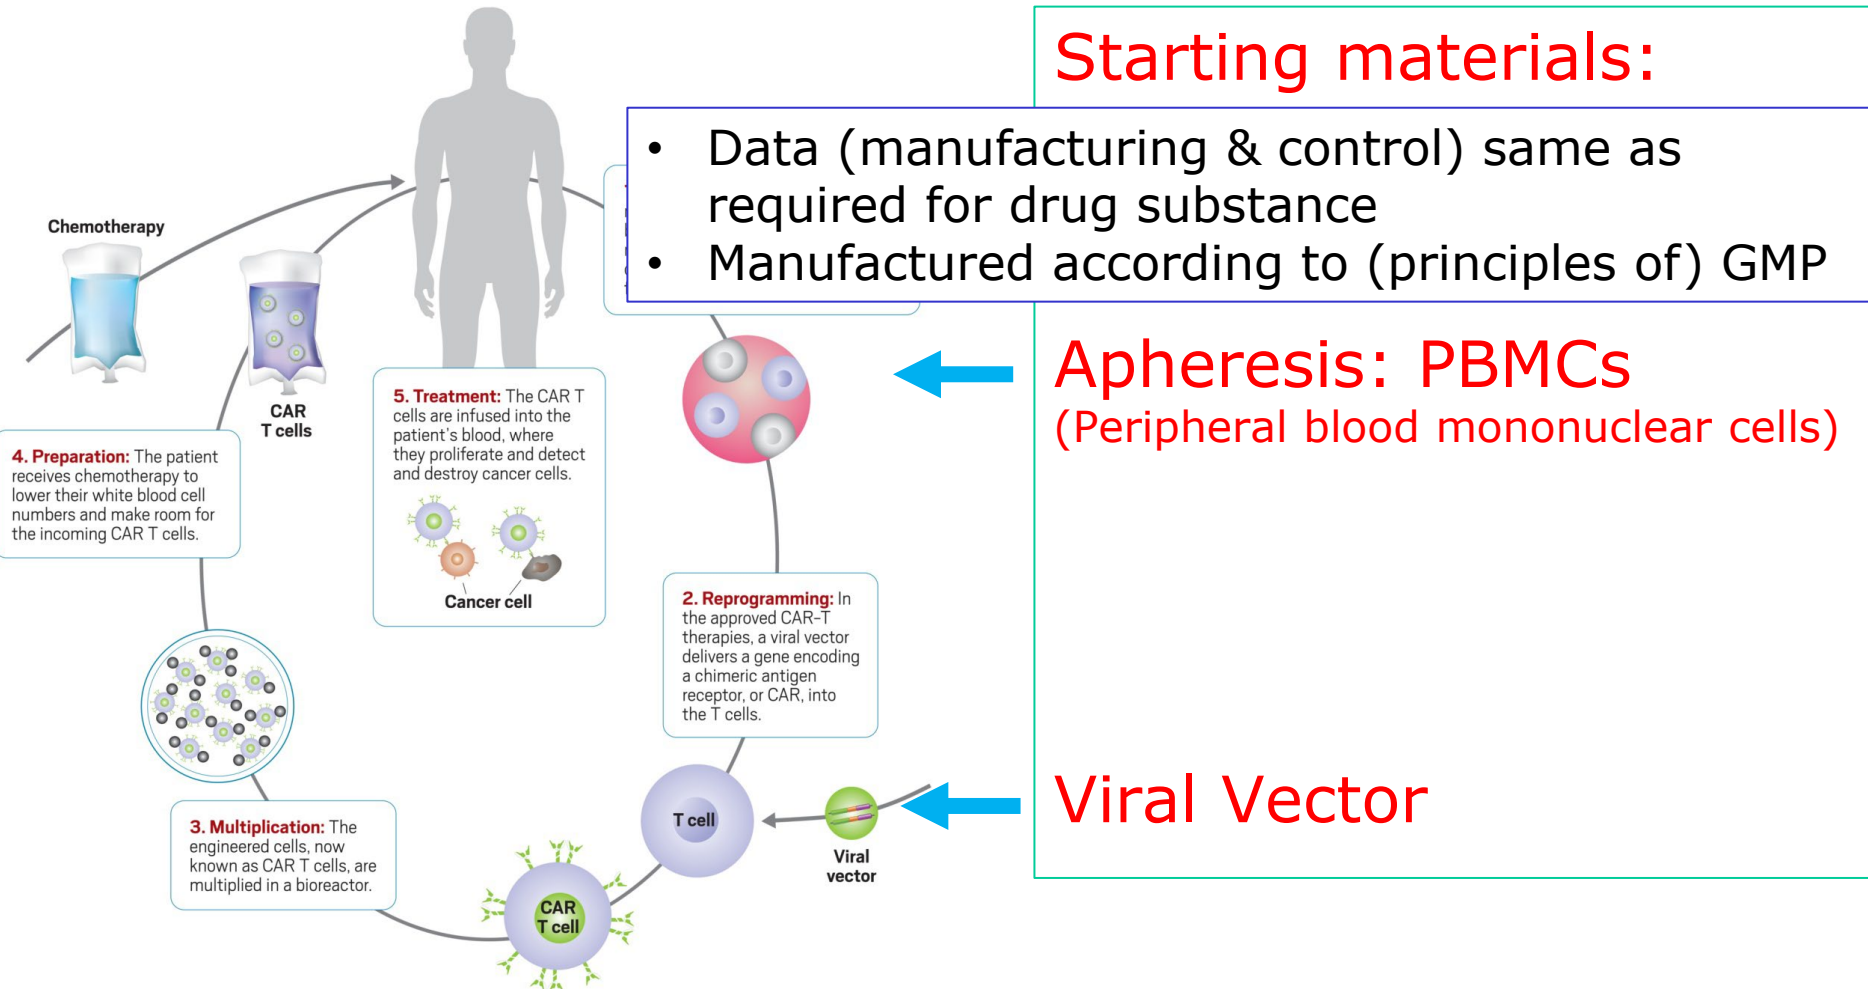 Starting materials:
• Data (manufacturing & control) same as
required for drug substance
• Manufactured according to (principles of) GMP
Apheresis: PBMCs
(Peripheral blood mononuclear cells)
Viral Vector
Chemotherapy
CAR
T cells
4. Preparation: The patient
receives chemotherapy to
lower their white blood cell
numbers and make room for
the incoming CAR T cells.
5. Treatment: The CAR T
cells are infused into the
patient's blood, where
they proliferate and detect
and destroy cancer cells.
Cancer cell
2. Reprogramming: In
the approved CAR–T
therapies, a viral vector
delivers a gene encoding
a chimeric antigen
receptor, or CAR, into
the T cells.
T cell
Viral
vector
3. Multiplication: The
engineered cells, now
known as CAR T cells, are
multiplied in a bioreactor.
CAR
T cell